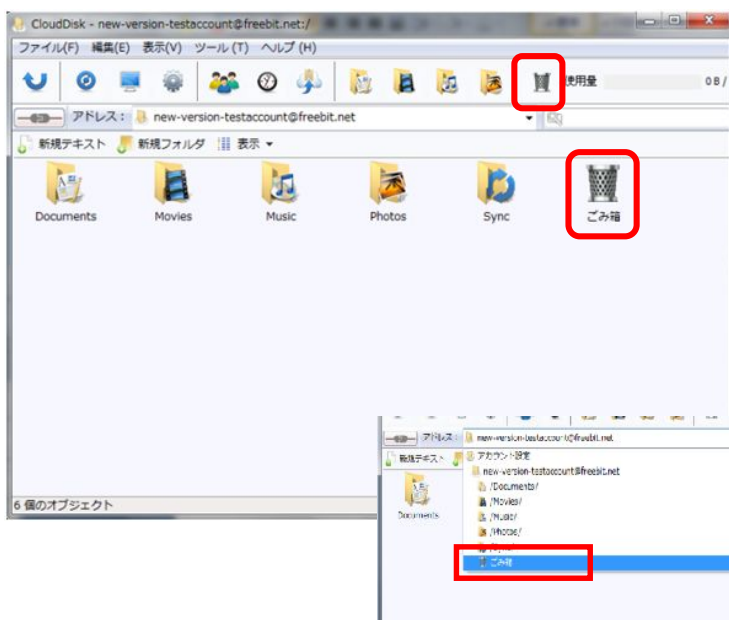 CloudDisk - new-version-testaccount@freebit.net:/
ファイル(F) 編集(E) 表示(V) ツール(T) ヘルプ(H)
使用量 0 B /
アドレス: new-version-testaccount@freebit.net
新規テキスト 新規フォルダ 表示
Documents Movies Music Photos Sync ごみ箱
6 個のオブジェクト
アドレス: new-version-testaccount@freebit.net
新規テキスト アカウント設定
new-version-testaccount@freebit.net
/Documents/
Documents /Movies/
/Music/
/Photos/
ごみ箱